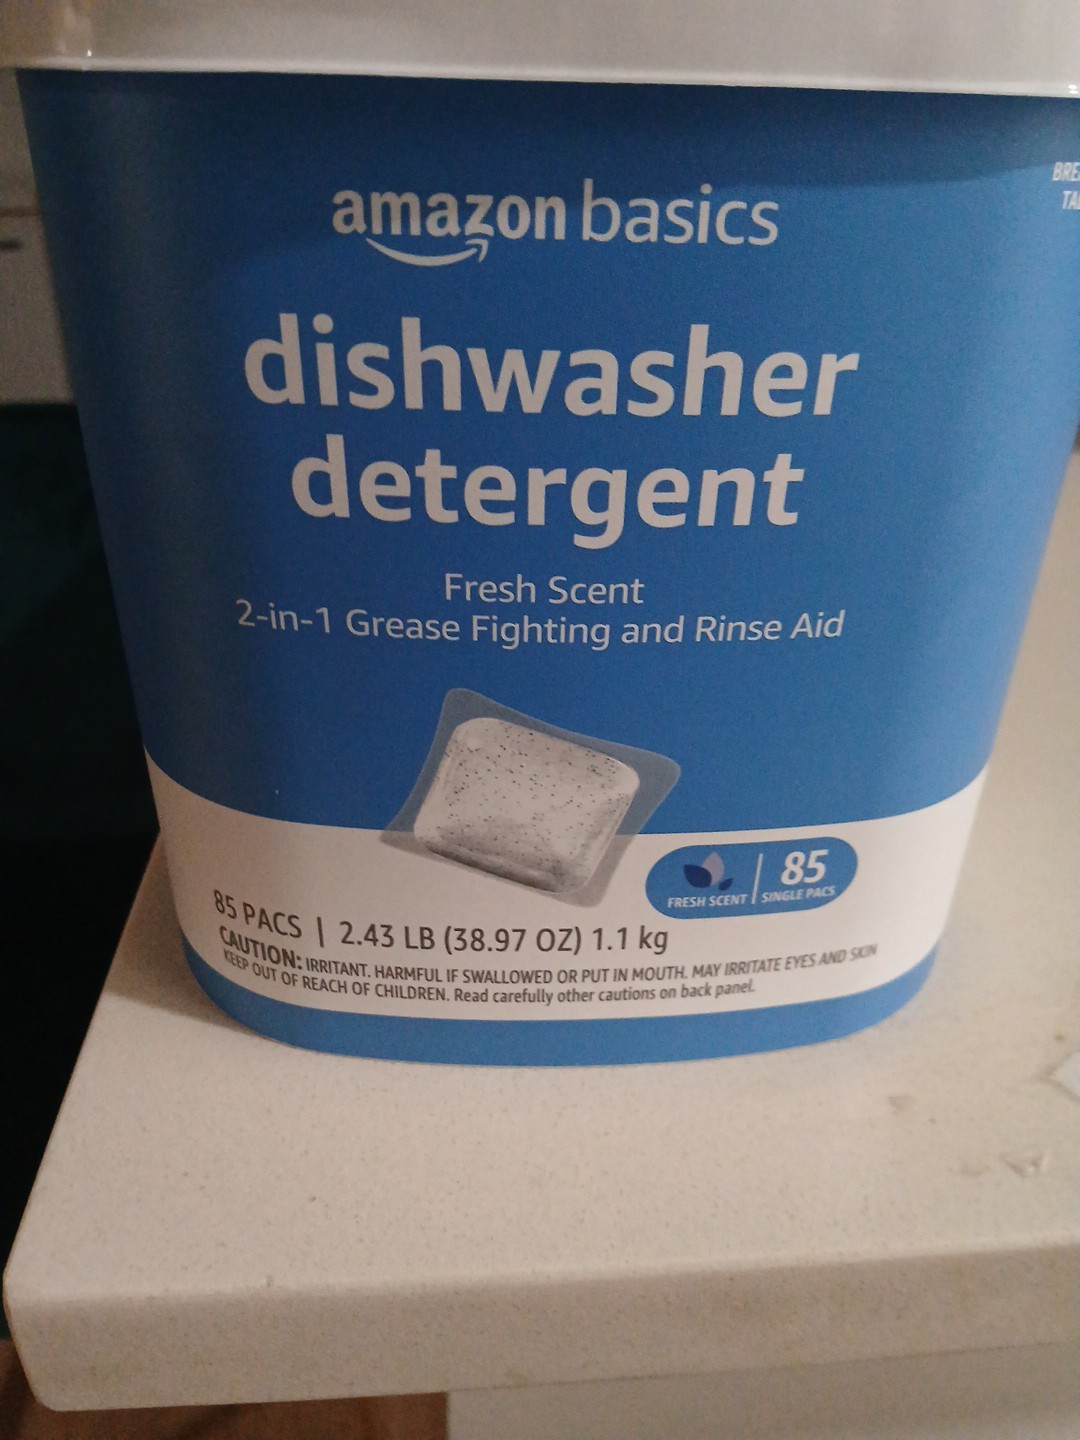 BRE
TA
amazon basics
dishwasher
detergent
Fresh Scent
2-in-1 Grease Fighting and Rinse Aid
FRESH SCENT
85
SINGLE PACS
85 PACS | 2.43 LB (38.97 OZ) 1.1 kg
CAUTION: IRRITANT. HARMFUL IF SWALLOWED OR PUT IN MOUTH. MAY IRRITATE EYES AND SKIN
KEEP OUT OF REACH OF CHILDREN. Read carefully other cautions on back panel.